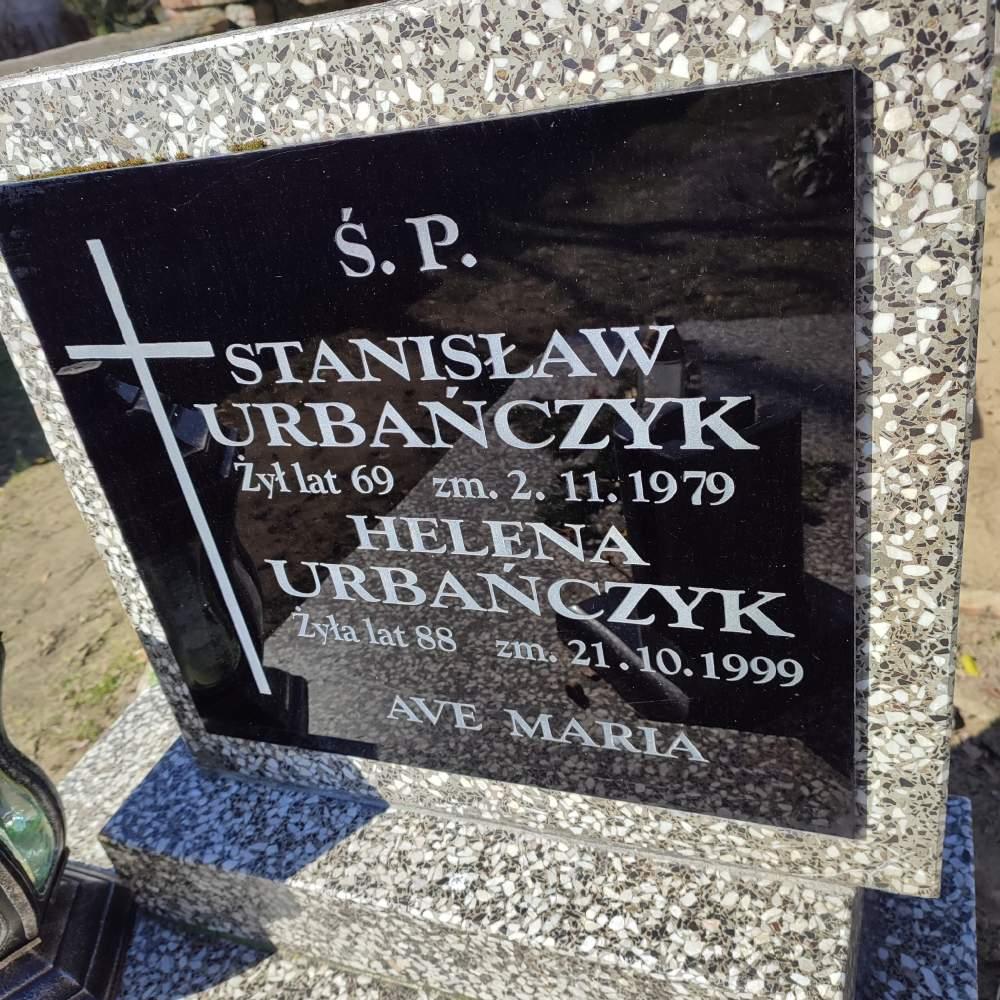 Ś. P.
STANISŁAW
URBAŃCZYK
Żył lat 69 zm. 2. 11. 1979
HELENA
URBAŃCZYK
Żyła lat 88 zm. 21.10.1999
AVE MARIA